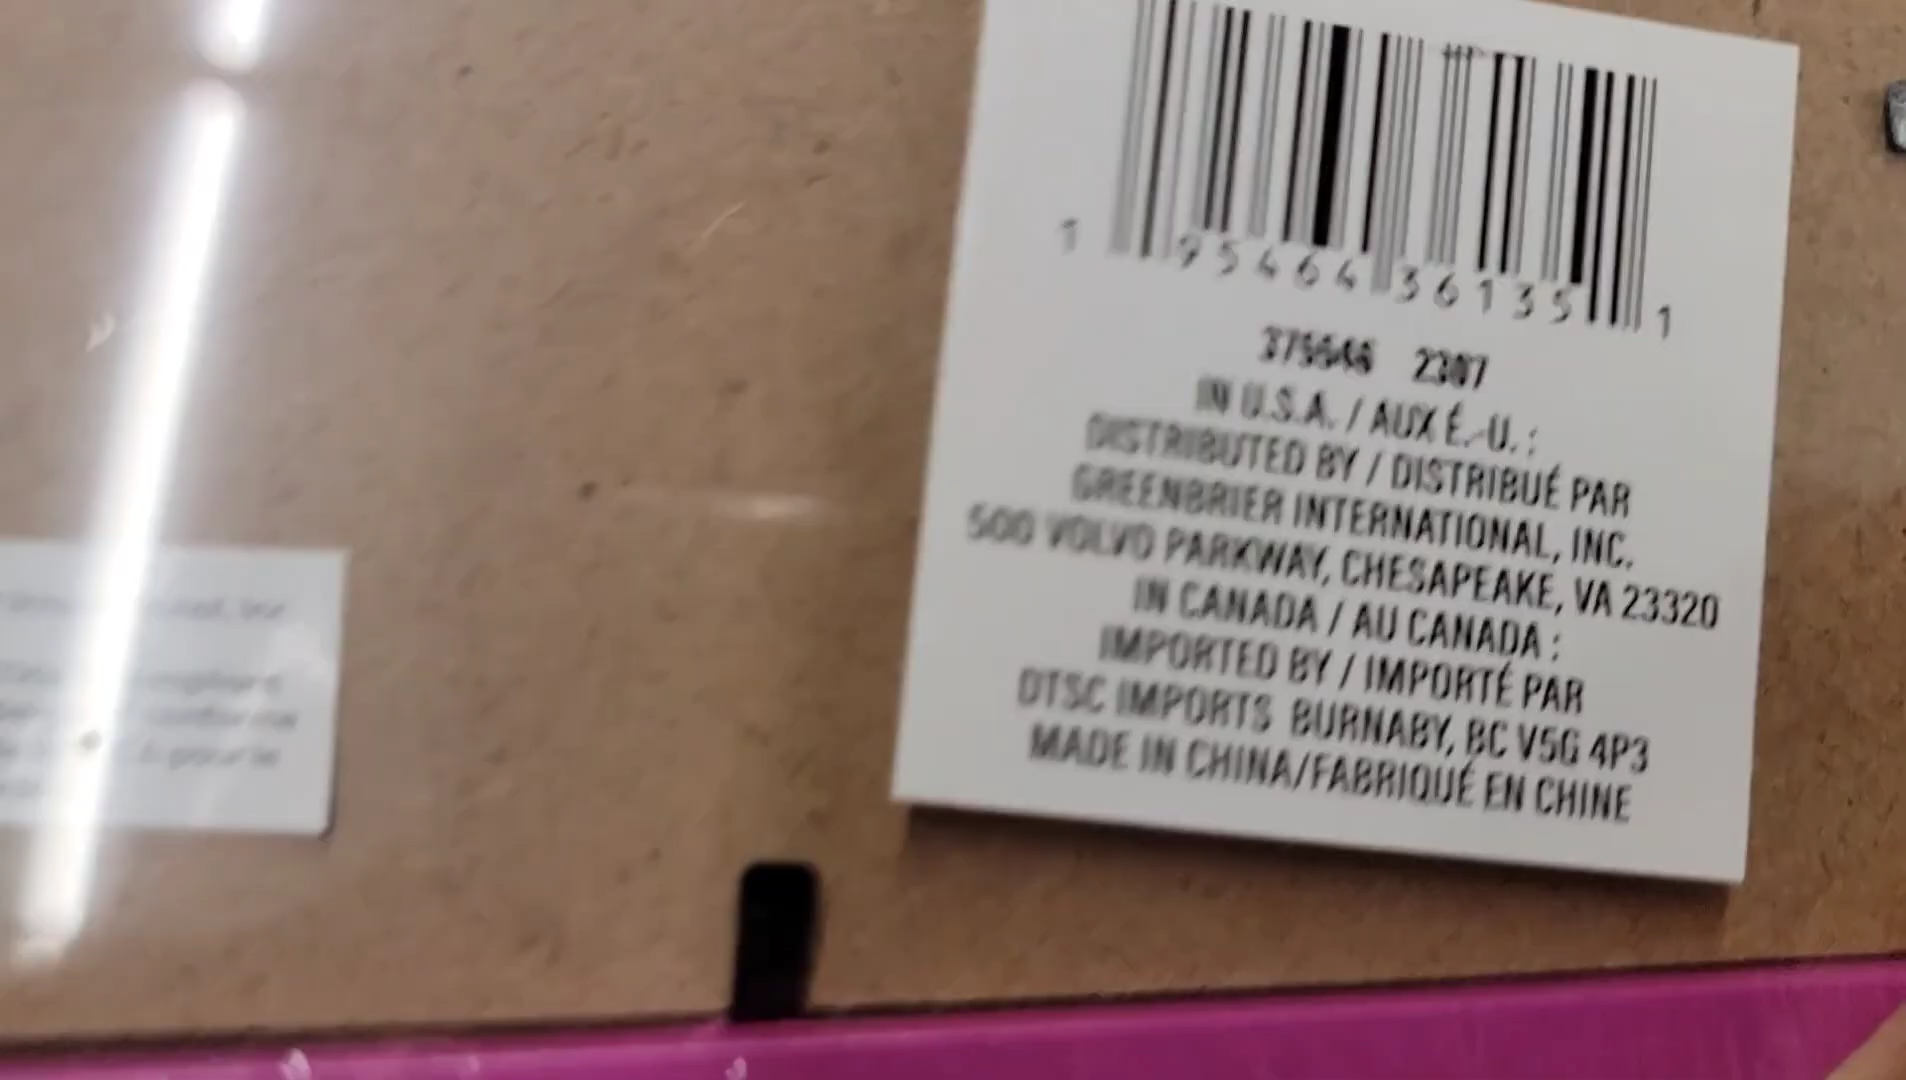 1 95464 36135 1
2307
IN U.S.A. / AUX É.-U. :
DISTRIBUTED BY / DISTRIBUÉ PAR
GREENBRIER INTERNATIONAL, INC.
500 VOLVO PARKWAY, CHESAPEAKE, VA 23320
IN CANADA / AU CANADA :
IMPORTED BY / IMPORTÉ PAR
DTSC IMPORTS BURNABY, BC V5G 4P3
MADE IN CHINA/FABRIQUÉ EN CHINE